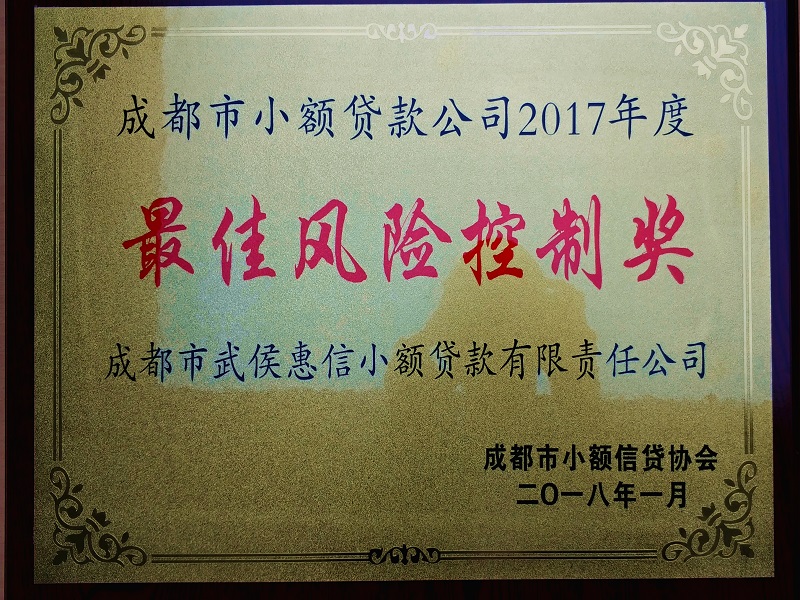 成都市小额贷款公司2017年度
最佳风险控制奖
成都市武侯惠信小额贷款有限责任公司
成都市小额信贷协会
二〇一八年一月